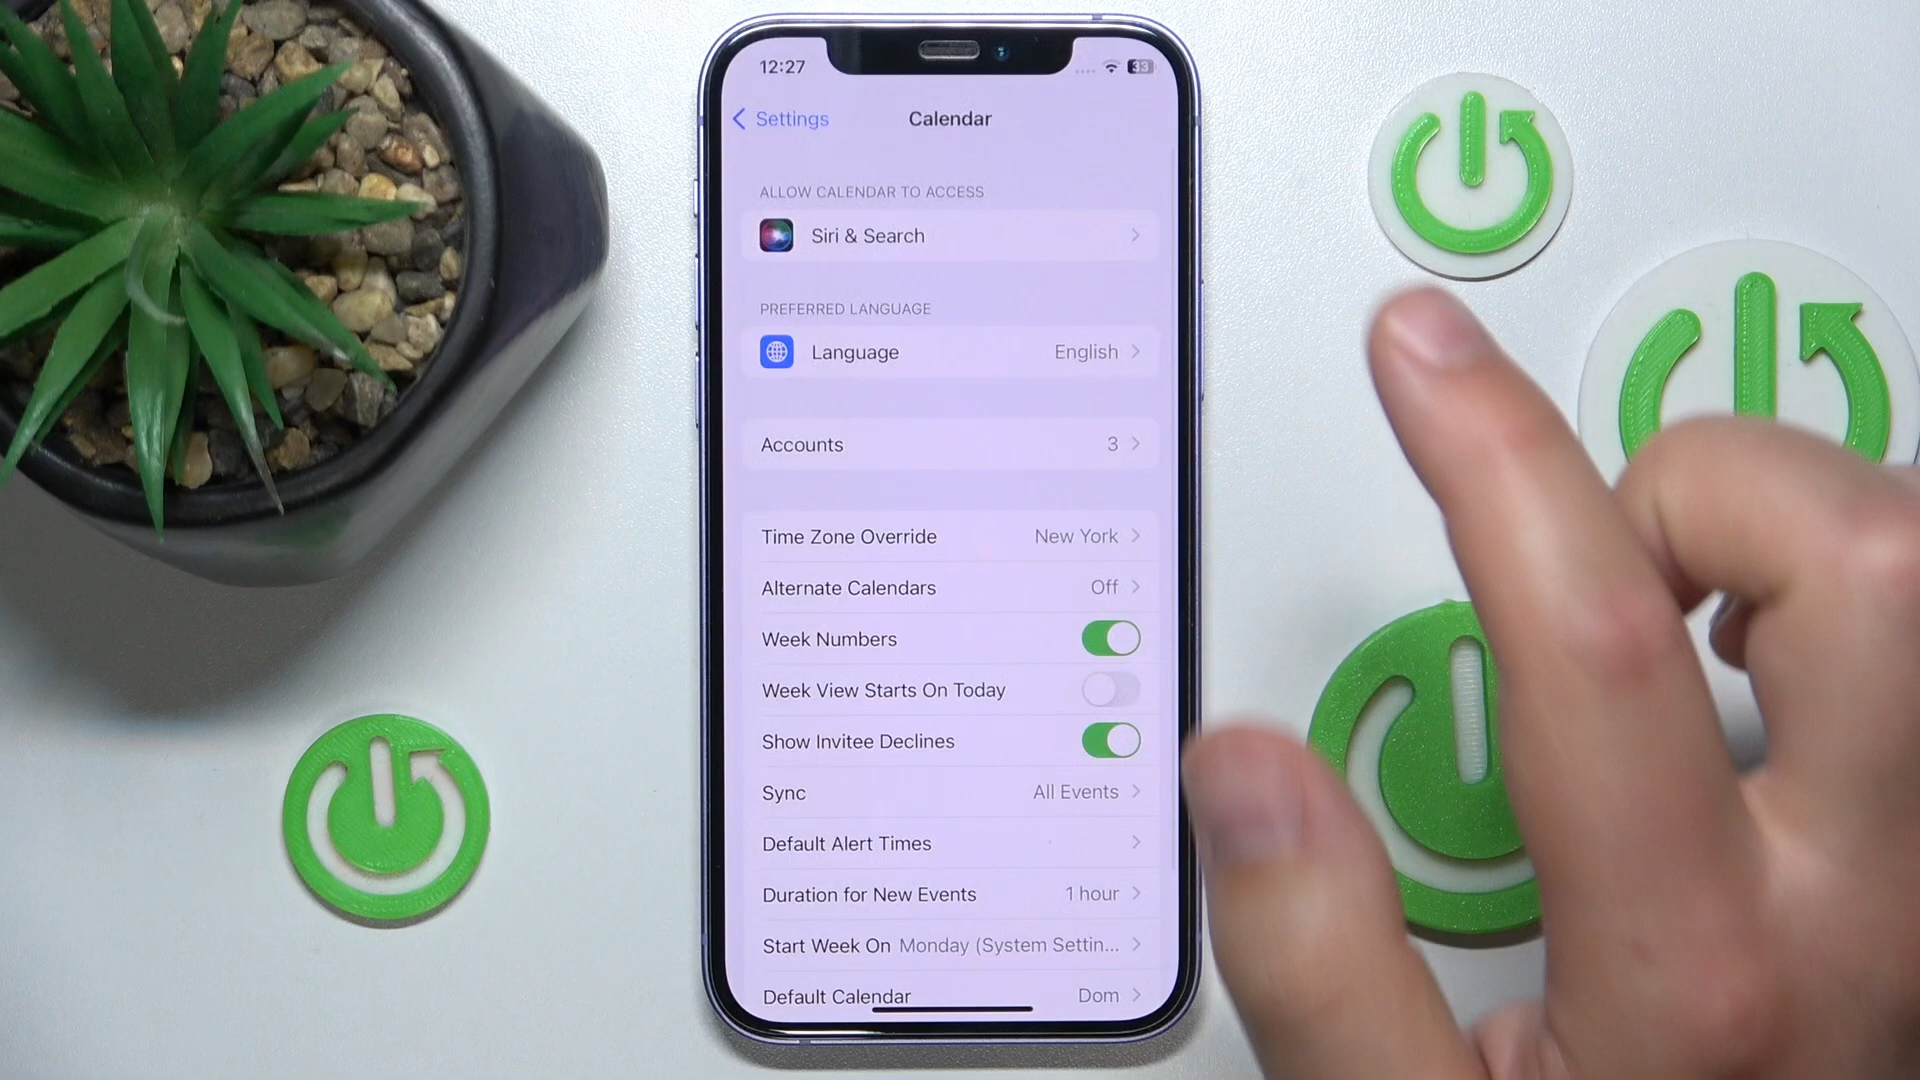 12:27
33
Settings
Calendar
ALLOW CALENDAR TO ACCESS
Siri & Search
PREFERRED LANGUAGE
Language English
Accounts 3
Time Zone Override New York
Alternate Calendars Off
Week Numbers
Week View Starts On Today
Show Invitee Declines
Sync All Events
Default Alert Times
Duration for New Events 1 hour
Start Week On Monday (System Settin...
Default Calendar Dom